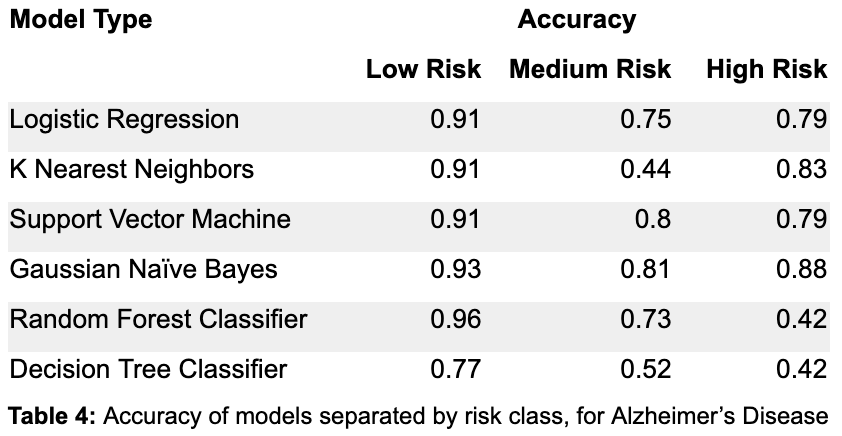 Model Type Accuracy
Low Risk Medium Risk High Risk
Logistic Regression 0.91 0.75 0.79
K Nearest Neighbors 0.91 0.44 0.83
Support Vector Machine 0.91 0.8 0.79
Gaussian Naïve Bayes 0.93 0.81 0.88
Random Forest Classifier 0.96 0.73 0.42
Decision Tree Classifier 0.77 0.52 0.42
Table 4: Accuracy of models separated by risk class, for Alzheimer’s Disease